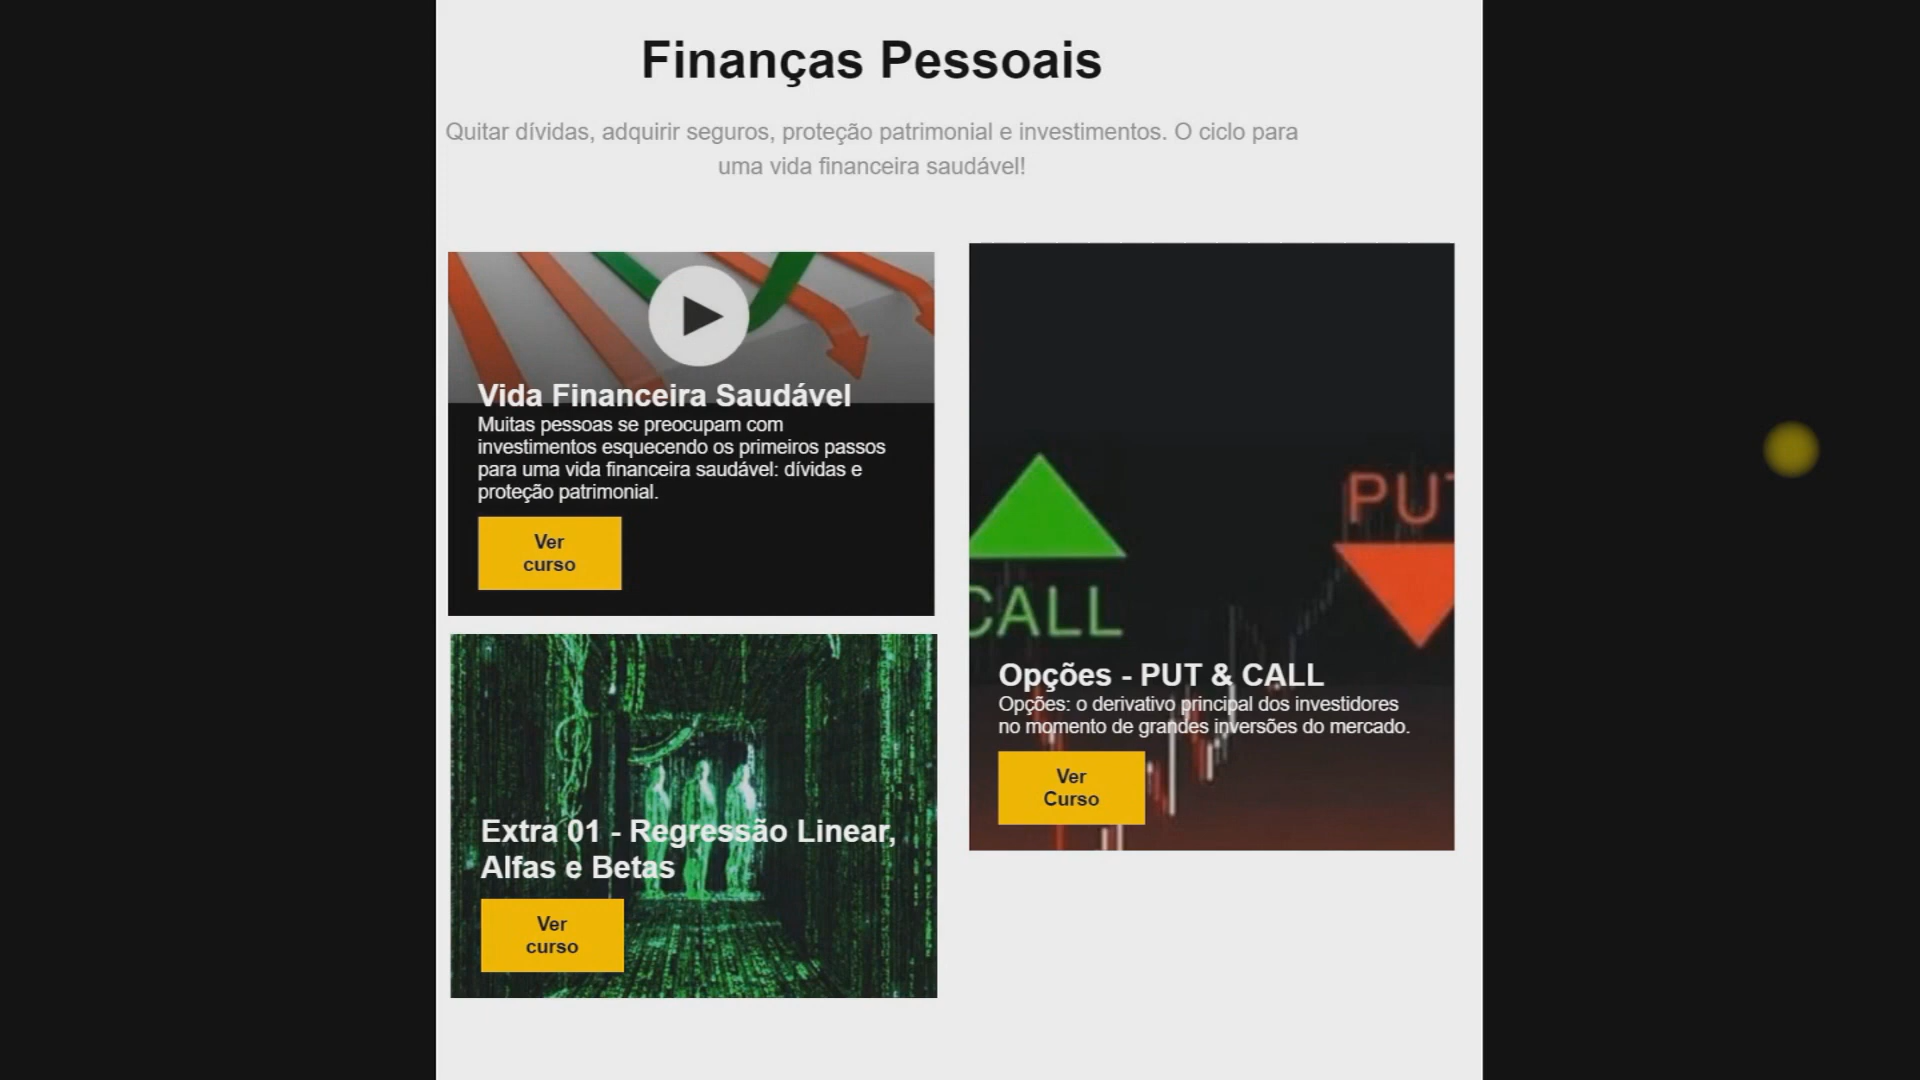 Finanças Pessoais
Quitar dívidas, adquirir seguros, proteção patrimonial e investimentos. O ciclo para
uma vida financeira saudável!
Vida Financeira Saudável
Muitas pessoas se preocupam com
investimentos esquecendo os primeiros passos
para uma vida financeira saudável: dívidas e
proteção patrimonial.
Ver
curso
Extra 01 - Regressão Linear,
Alfas e Betas
Ver
curso
CALL
PUT
Opções - PUT & CALL
Opções: o derivativo principal dos investidores
no momento de grandes inversões do mercado.
Ver
Curso